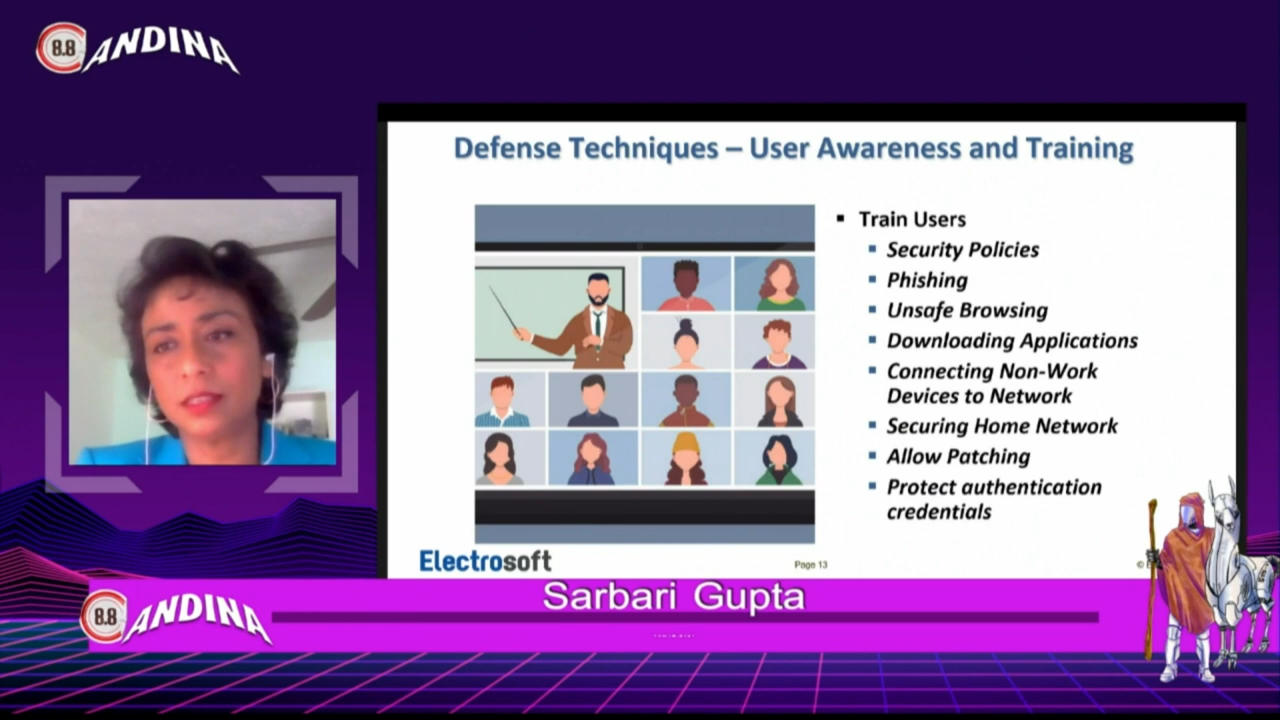 8.8 ANDINA
Defense Techniques – User Awareness and Training
Train Users
Security Policies
Phishing
Unsafe Browsing
Downloading Applications
Connecting Non-Work
Devices to Network
Securing Home Network
Allow Patching
Protect authentication
credentials
Electrosoft
Page 13
©
Sarbari Gupta
8.8 ANDINA